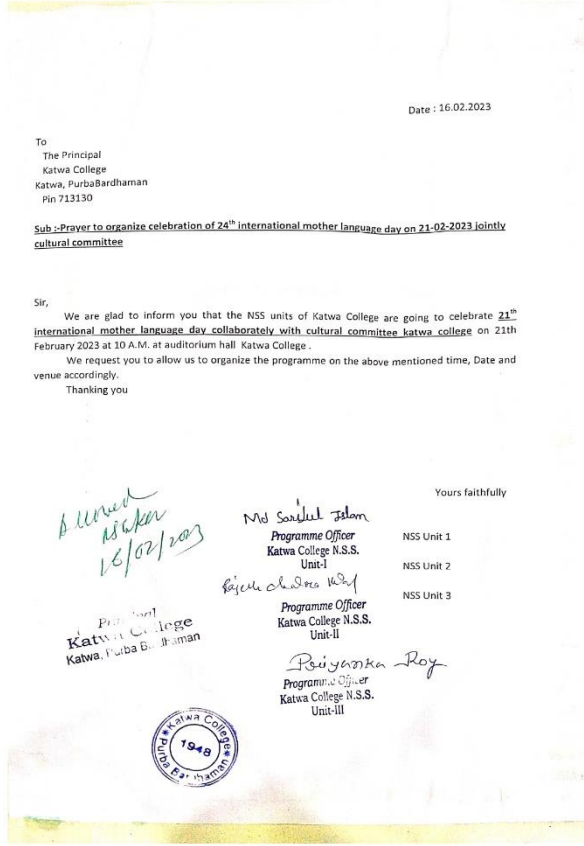 Date : 16.02.2023
To
The Principal
Katwa College
Katwa, PurbaBardhaman
Pin 713130
Sub :-Prayer to organize celebration of 24th international mother language day on 21-02-2023 jointly
cultural committee
Sir,
We are glad to inform you that the NSS units of Katwa College are going to celebrate 21th
international mother language day collaborately with cultural committee katwa college on 21th
February 2023 at 10 A.M. at auditorium hall Katwa College .
We request you to allow us to organize the programme on the above mentioned time, Date and
venue accordingly.
Thanking you
Yours faithfully
Allowed
16/02/2023
Principal
Katwa College
Katwa, Purba Bardhaman
Md Sariful Islam
Programme Officer
Katwa College N.S.S.
Unit-I
NSS Unit 1
NSS Unit 2
NSS Unit 3
Programme Officer
Katwa College N.S.S.
Unit-II
Priyanka Roy
Programme Officer
Katwa College N.S.S.
Unit-III
Katwa College
1948
Purba Bardhaman